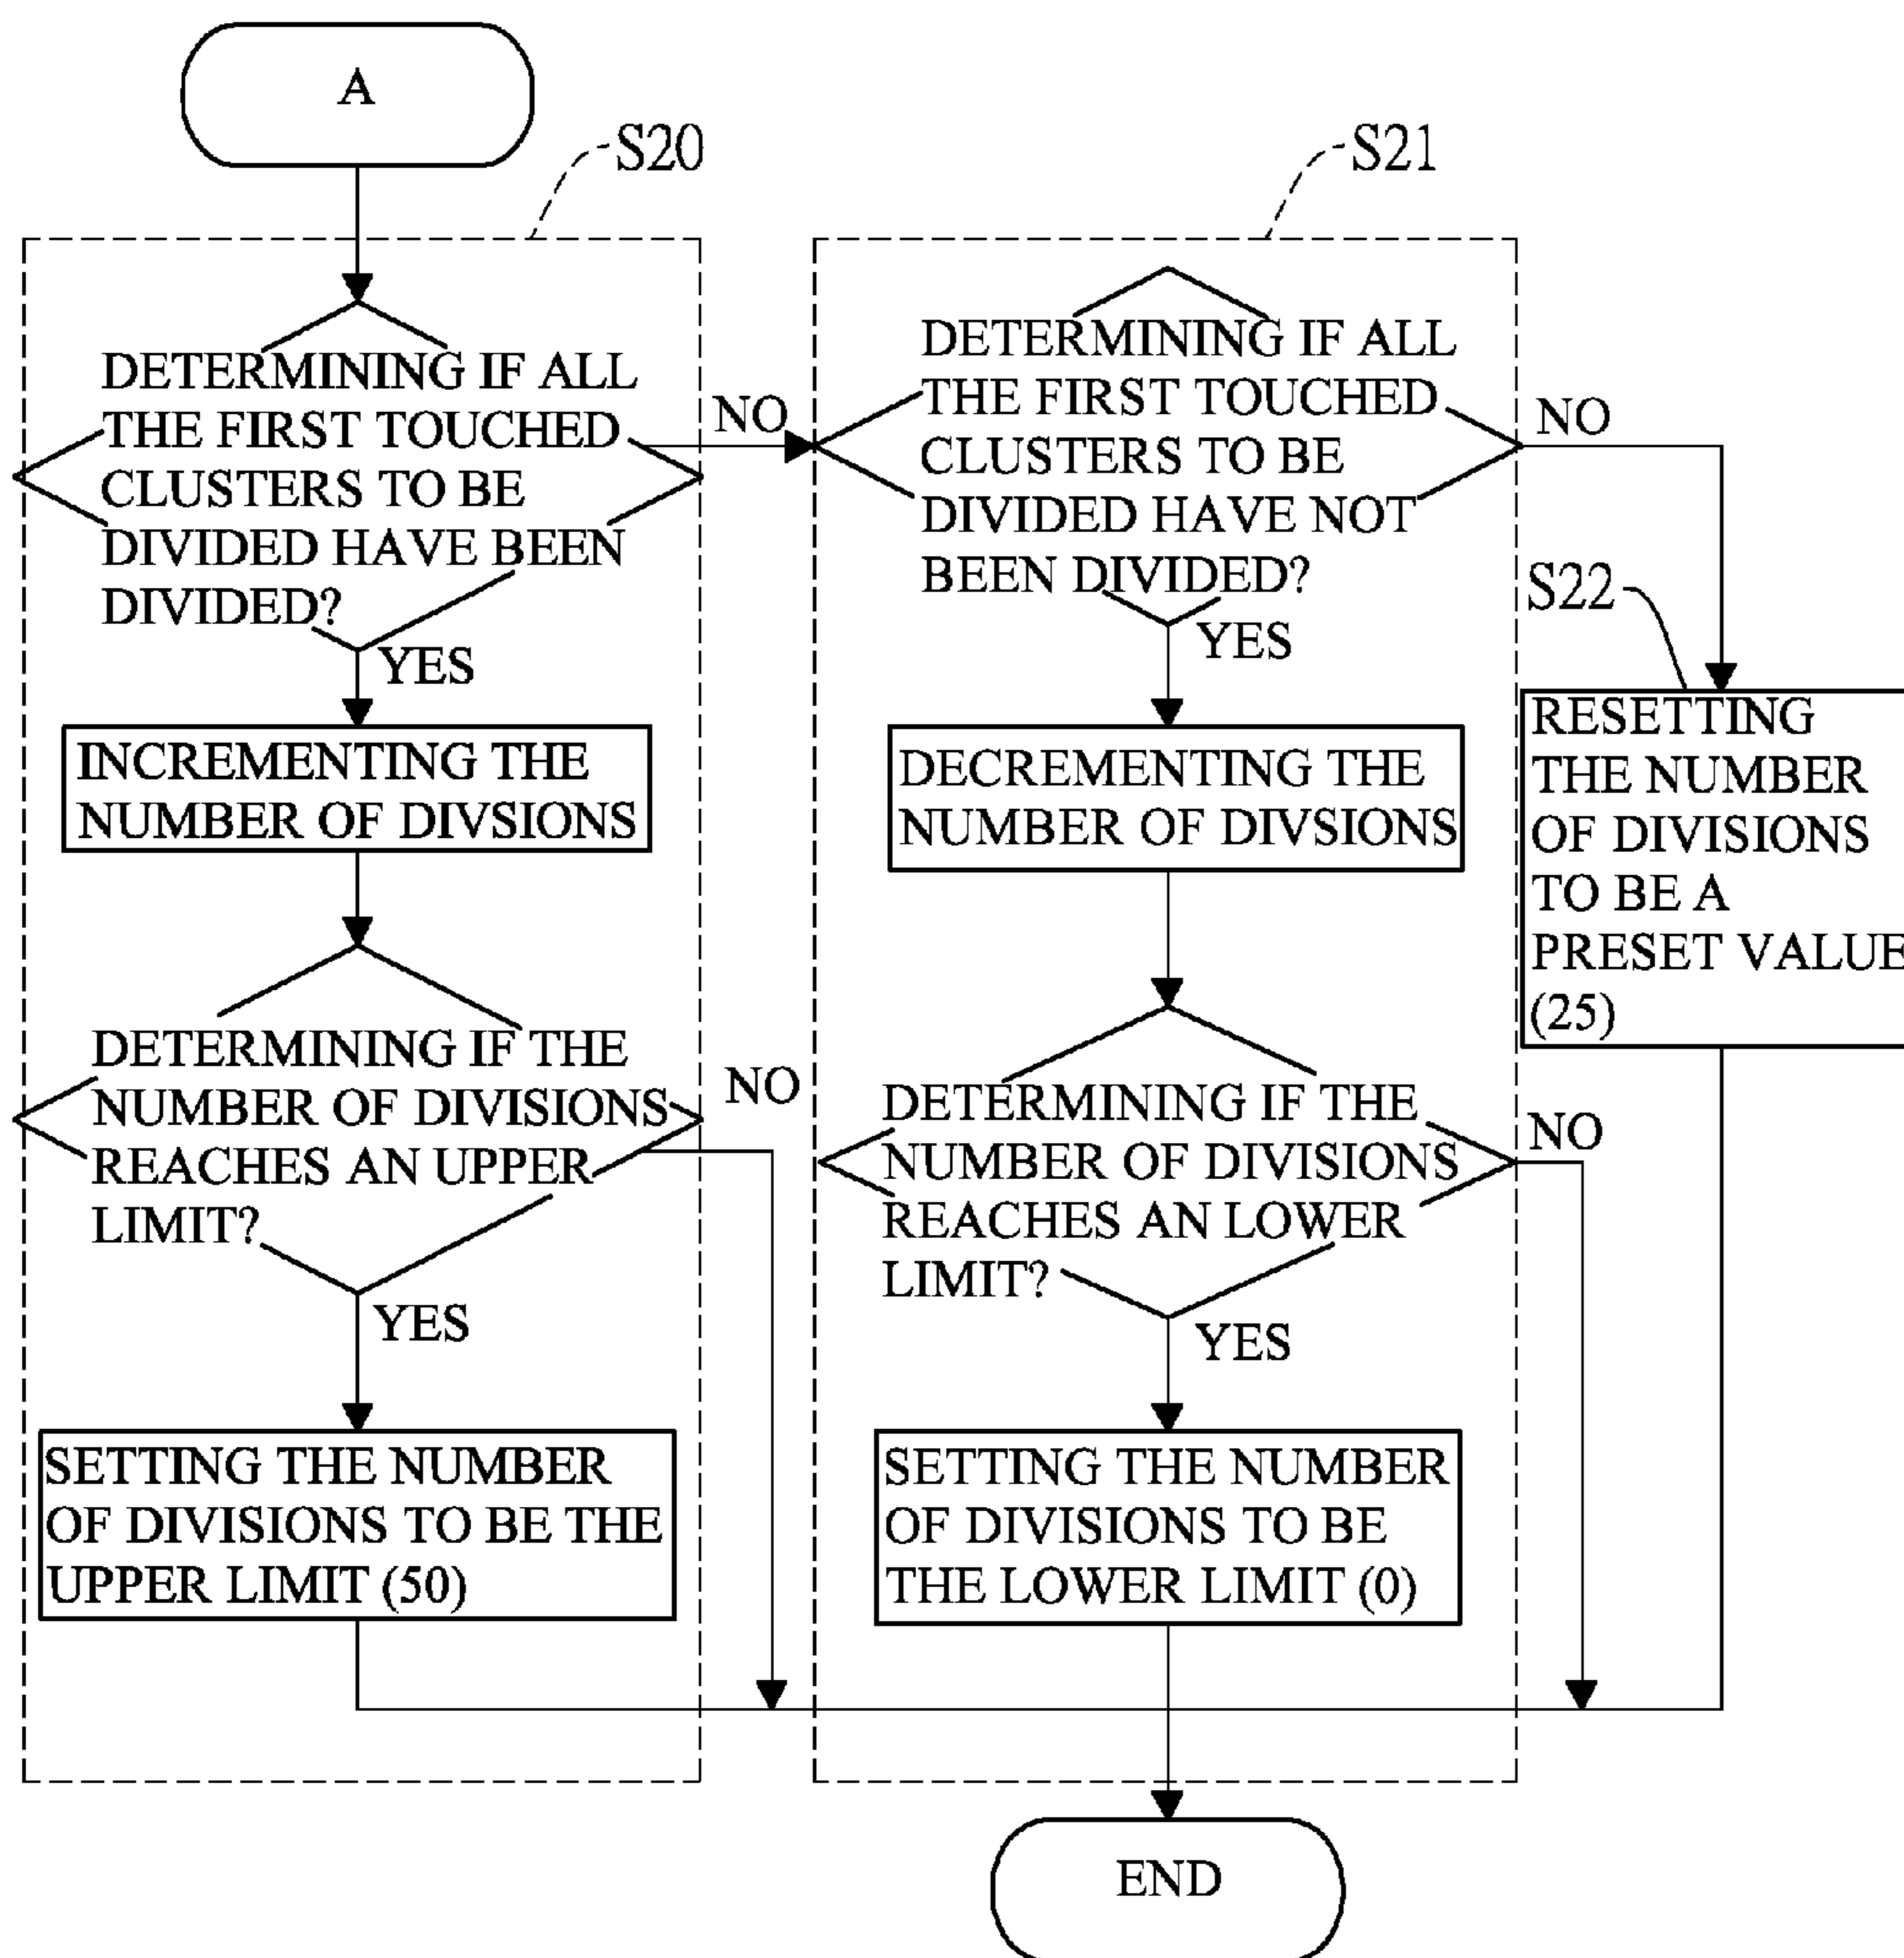 A
S20
S21
DETERMINING IF ALL
THE FIRST TOUCHED
CLUSTERS TO BE
DIVIDED HAVE BEEN
DIVIDED?
NO
YES
DETERMINING IF ALL
THE FIRST TOUCHED
CLUSTERS TO BE
DIVIDED HAVE NOT
BEEN DIVIDED?
NO
YES
S22
INCREMENTING THE
NUMBER OF DIVSIONS
DECREMENTING THE
NUMBER OF DIVSIONS
RESETTING
THE NUMBER
OF DIVISIONS
TO BE A
PRESET VALUE
(25)
DETERMINING IF THE
NUMBER OF DIVISIONS
REACHES AN UPPER
LIMIT?
NO
YES
DETERMINING IF THE
NUMBER OF DIVISIONS
REACHES AN LOWER
LIMIT?
NO
YES
SETTING THE NUMBER
OF DIVISIONS TO BE THE
UPPER LIMIT (50)
SETTING THE NUMBER
OF DIVISIONS TO BE
THE LOWER LIMIT (0)
END